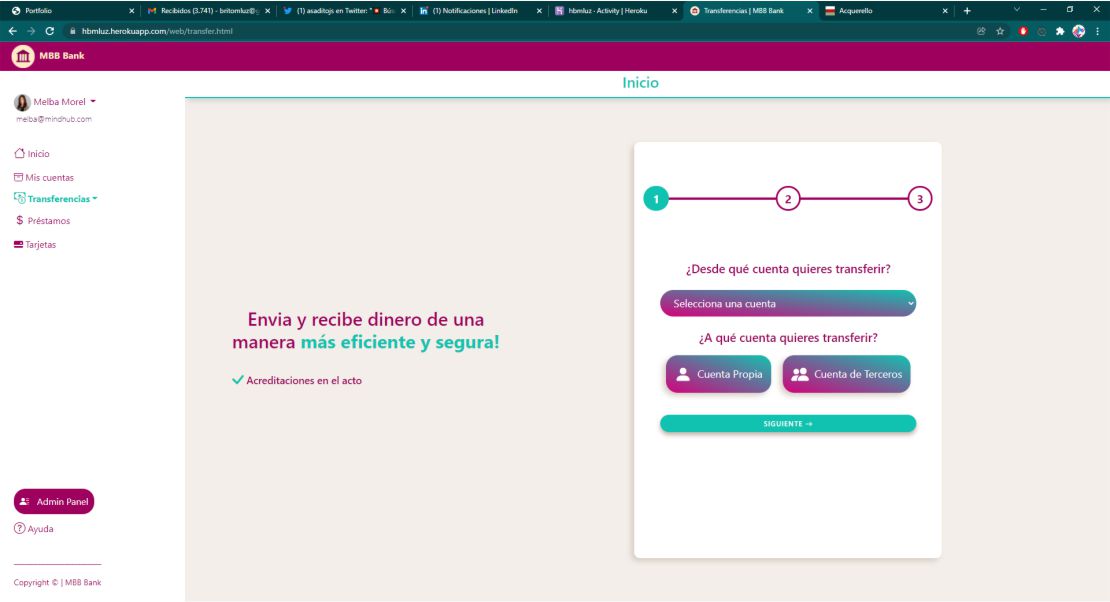 Portfolio
Recibidos (3.741) - britomluz@g
(1) asaditojs en Twitter: "
(1) Notificaciones | LinkedIn
hbmluz · Activity | Heroku
Transferencias | MBB Bank
Acquerello
hbmluz.herokuapp.com/web/transfer.html
MBB Bank
Inicio
Melba Morel
melba@mindhub.com
Inicio
Mis cuentas
Transferencias
$ Préstamos
Tarjetas
Admin Panel
? Ayuda
Copyright © | MBB Bank
Envia y recibe dinero de una
manera más eficiente y segura!
Acreditaciones en el acto
1 2 3
¿Desde qué cuenta quieres transferir?
Selecciona una cuenta
¿A qué cuenta quieres transferir?
Cuenta Propia Cuenta de Terceros
SIGUIENTE →